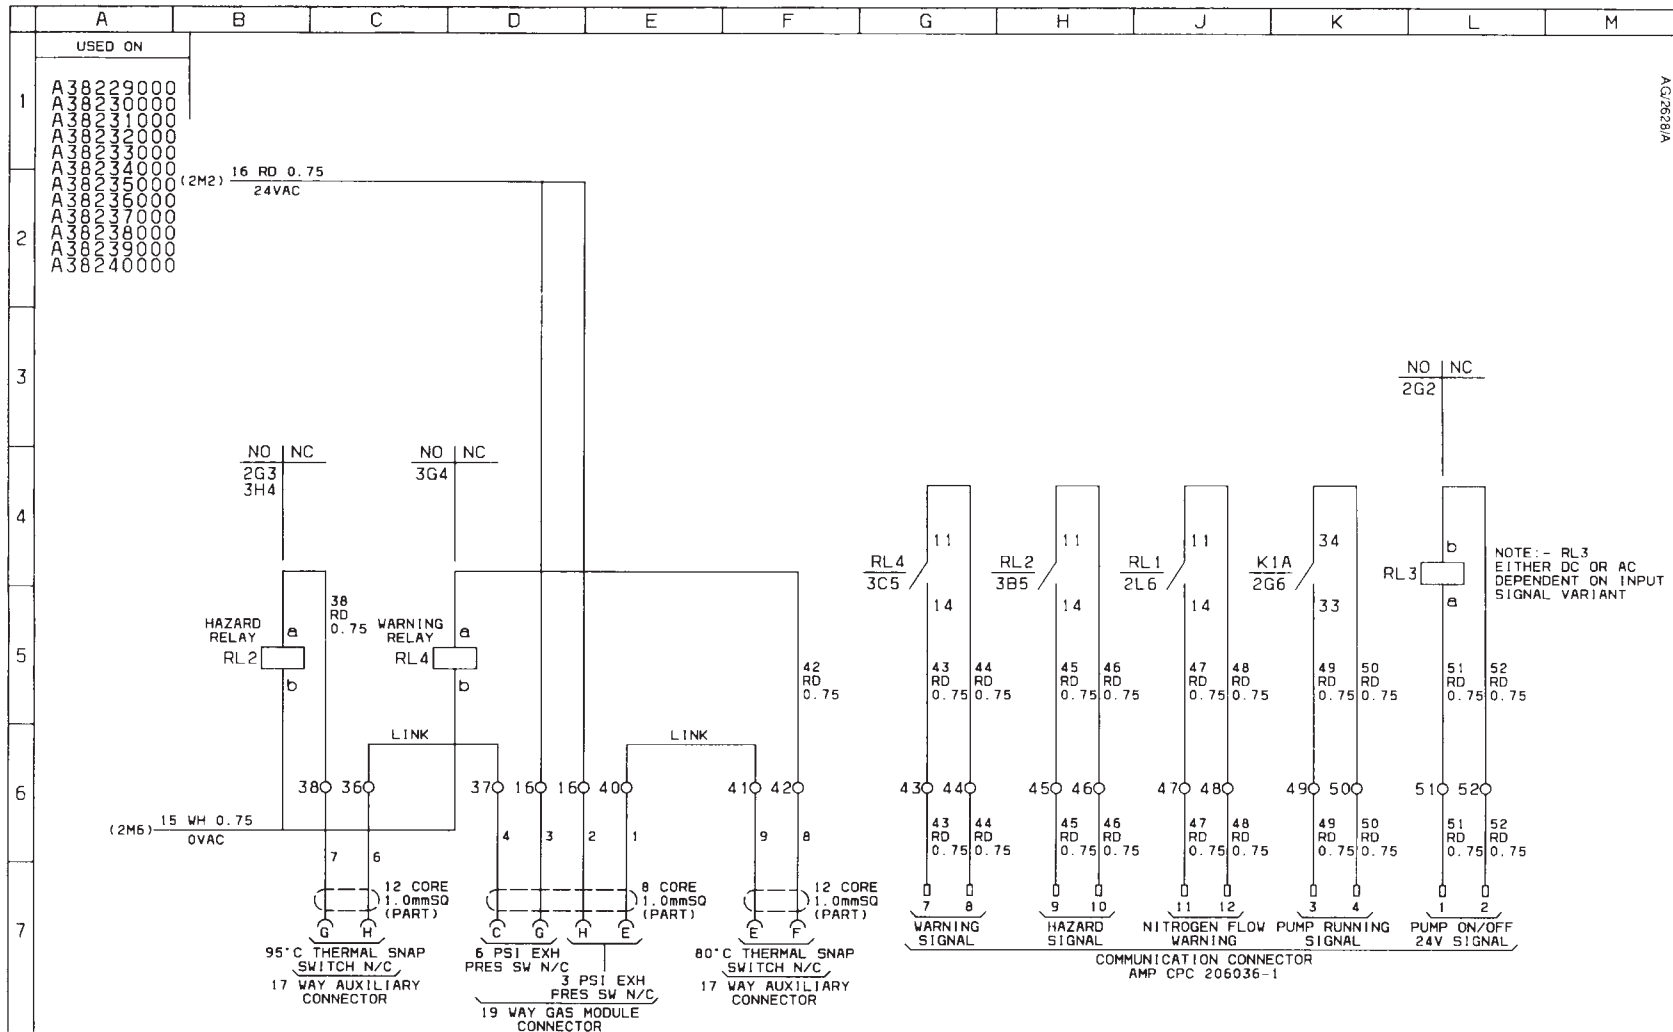 A B C D E F G H J K L M
USED ON
AG/2628/A
1
A38229000
A38230000
A38231000
A38232000
A38233000
A38234000
A38235000
A38236000
A38237000
A38238000
A38239000
A38240000
(2M2) 16 RD 0.75
24VAC
2
3
NO NC
2G2
NO NC
2G3
3H4
NO NC
3G4
4
RL4
3C5
11
14
RL2
3B5
11
14
RL1
2L6
11
14
K1A
2G6
34
33
RL3
b
a
NOTE:- RL3
EITHER DC OR AC
DEPENDENT ON INPUT
SIGNAL VARIANT
5
HAZARD
RELAY
RL2
a
b
38
RD
0.75
WARNING
RELAY
RL4
a
b
42
RD
0.75
43
RD
0.75
44
RD
0.75
45
RD
0.75
46
RD
0.75
47
RD
0.75
48
RD
0.75
49
RD
0.75
50
RD
0.75
51
RD
0.75
52
RD
0.75
LINK
LINK
6
38 36 37 16 16 40 41 42 43 44 45 46 47 48 49 50 51 52
(2M6) 15 WH 0.75
0VAC
7 6 4 3 2 1 9 8
43
RD
0.75
44
RD
0.75
45
RD
0.75
46
RD
0.75
47
RD
0.75
48
RD
0.75
49
RD
0.75
50
RD
0.75
51
RD
0.75
52
RD
0.75
7
12 CORE
1.0mmSQ
(PART)
8 CORE
1.0mmSQ
(PART)
12 CORE
1.0mmSQ
(PART)
G H C G H E E F
7 8 9 10 11 12 3 4 1 2
95°C THERMAL SNAP
SWITCH N/C
17 WAY AUXILIARY
CONNECTOR
6 PSI EXH
PRES SW N/C
3 PSI EXH
PRES SW N/C
19 WAY GAS MODULE
CONNECTOR
80°C THERMAL SNAP
SWITCH N/C
17 WAY AUXILIARY
CONNECTOR
WARNING
SIGNAL
HAZARD
SIGNAL
NITROGEN FLOW
WARNING
PUMP RUNNING
SIGNAL
PUMP ON/OFF
24V SIGNAL
COMMUNICATION CONNECTOR
AMP CPC 206036-1